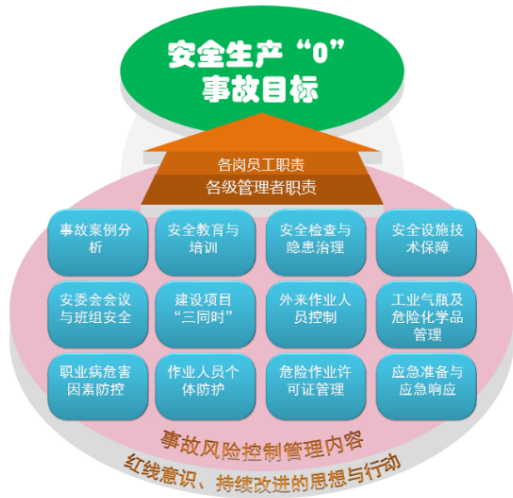 安全生产“0”
事故目标
各岗员工职责
各级管理者职责
事故案例分
析
安全教育与
培训
安全检查与
隐患治理
安全设施技
术保障
安委会会议
与班组安全
建设项目
“三同时”
外来作业人
员控制
工业气瓶及
危险化学品
管理
职业病危害
因素防控
作业人员个
体防护
危险作业许
可证管理
应急准备与
应急响应
事故风险控制管理内容
红线意识、持续改进的思想与行动